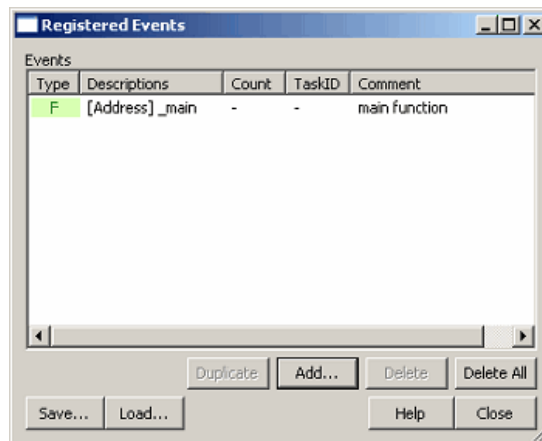 Registered Events
Events
Type Descriptions Count TaskID Comment
F [Address] _main - - main function
Duplicate Add... Delete Delete All
Save... Load... Help Close